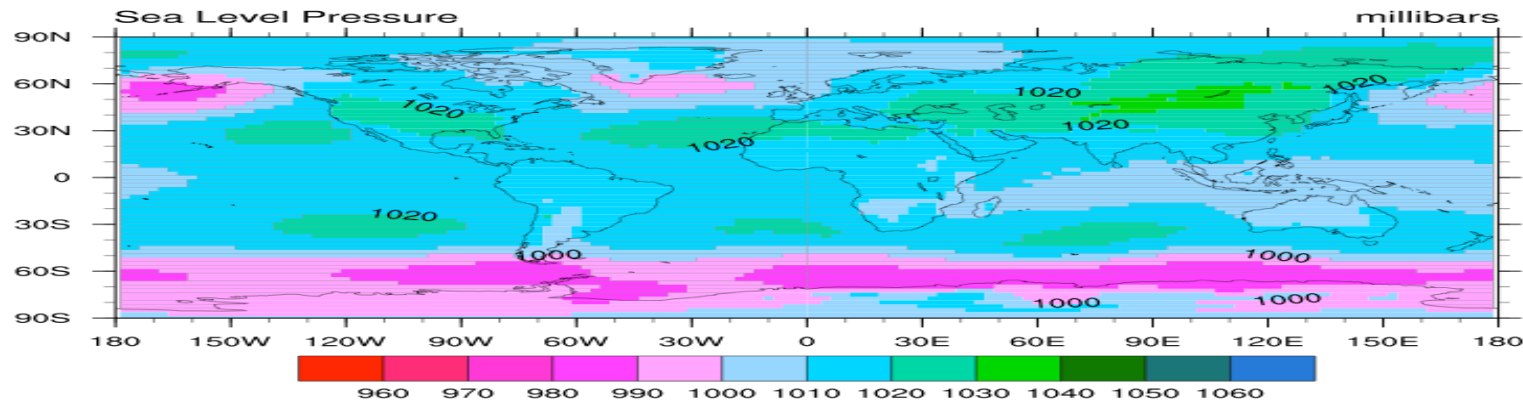 Sea Level Pressure millibars
90N
60N
30N
0
30S
60S
90S
1020 1020 1020
1020 1020
1020
1000 1000
1000 1000
180 150W 120W 90W 60W 30W 0 30E 60E 90E 120E 150E 180
960 970 980 990 1000 1010 1020 1030 1040 1050 1060